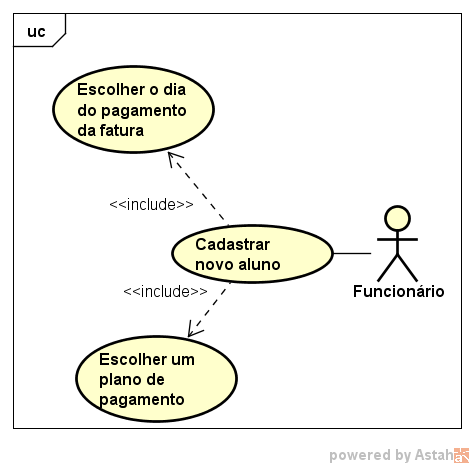 uc
Escolher o dia
do pagamento
da fatura
<<include>>
Cadastrar
novo aluno
<<include>>
Funcionário
Escolher um
plano de
pagamento
powered by Astah